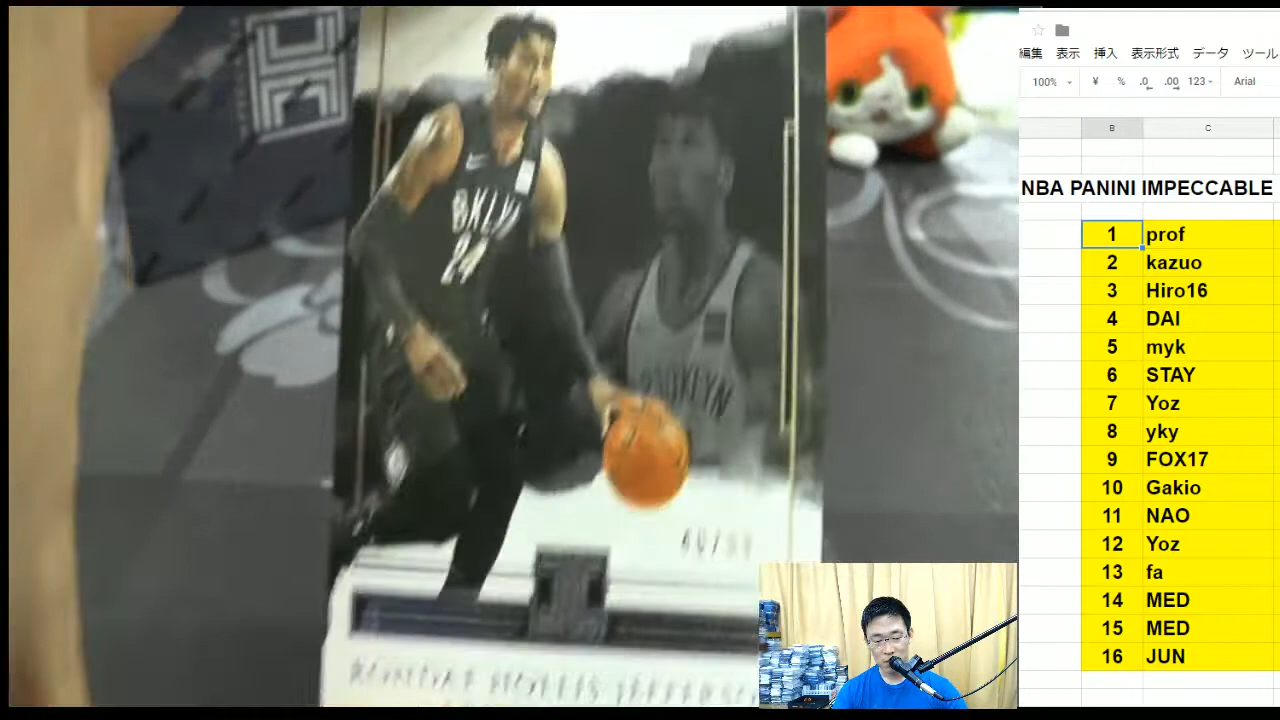 編集 表示 挿入 表示形式 データ ツール
100% ¥ % .0 .00 123 Arial
B C
NBA PANINI IMPECCABLE
1 prof
2 kazuo
3 Hiro16
4 DAI
5 myk
6 STAY
7 Yoz
8 yky
9 FOX17
10 Gakio
11 NAO
12 Yoz
13 fa
14 MED
15 MED
16 JUN
BKLYN
BROOKLYN